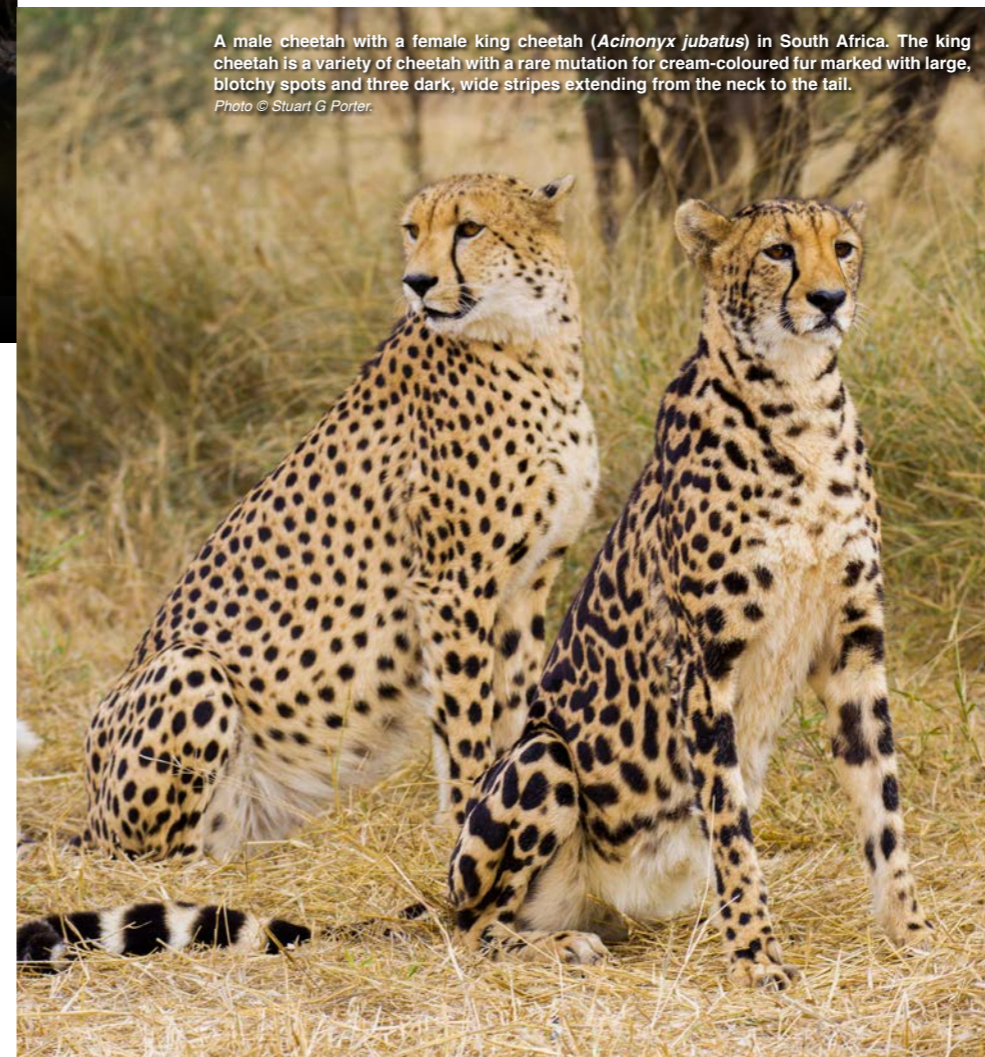 A male cheetah with a female king cheetah (Acinonyx jubatus) in South Africa. The king
cheetah is a variety of cheetah with a rare mutation for cream-coloured fur marked with large,
blotchy spots and three dark, wide stripes extending from the neck to the tail.
Photo © Stuart G Porter.